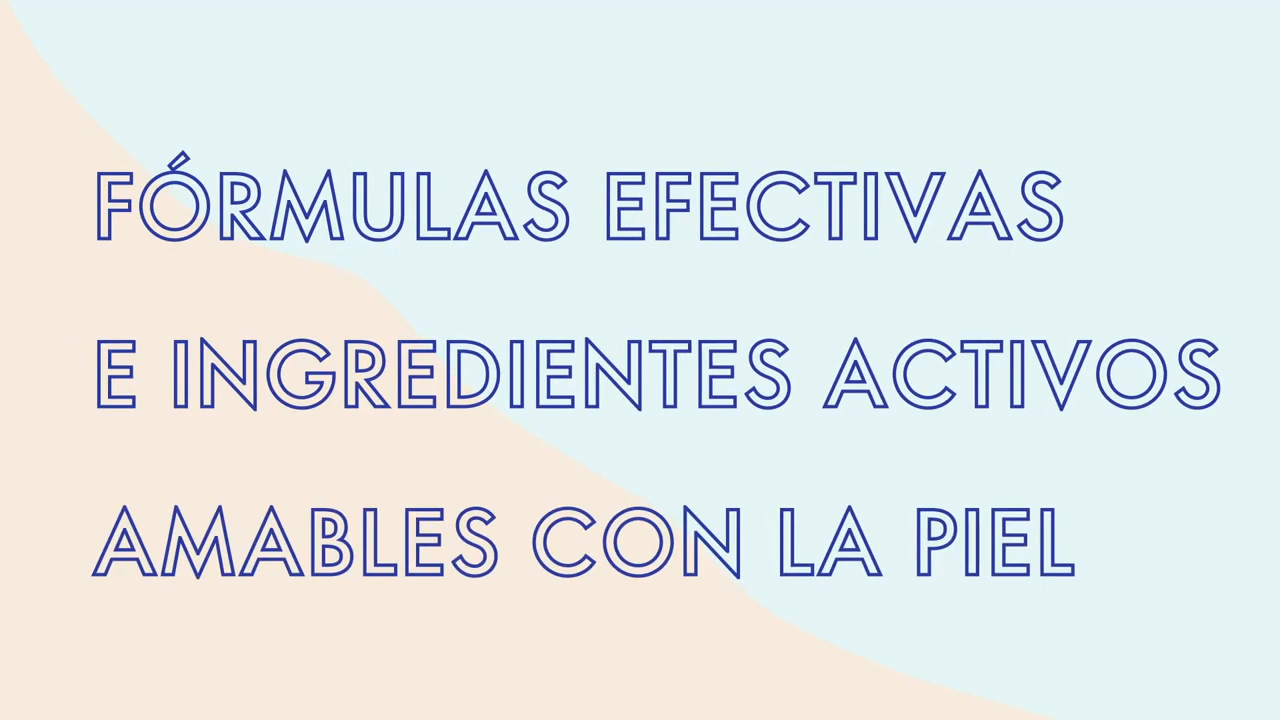 FÓRMULAS EFECTIVAS
E INGREDIENTES ACTIVOS
AMABLES CON LA PIEL